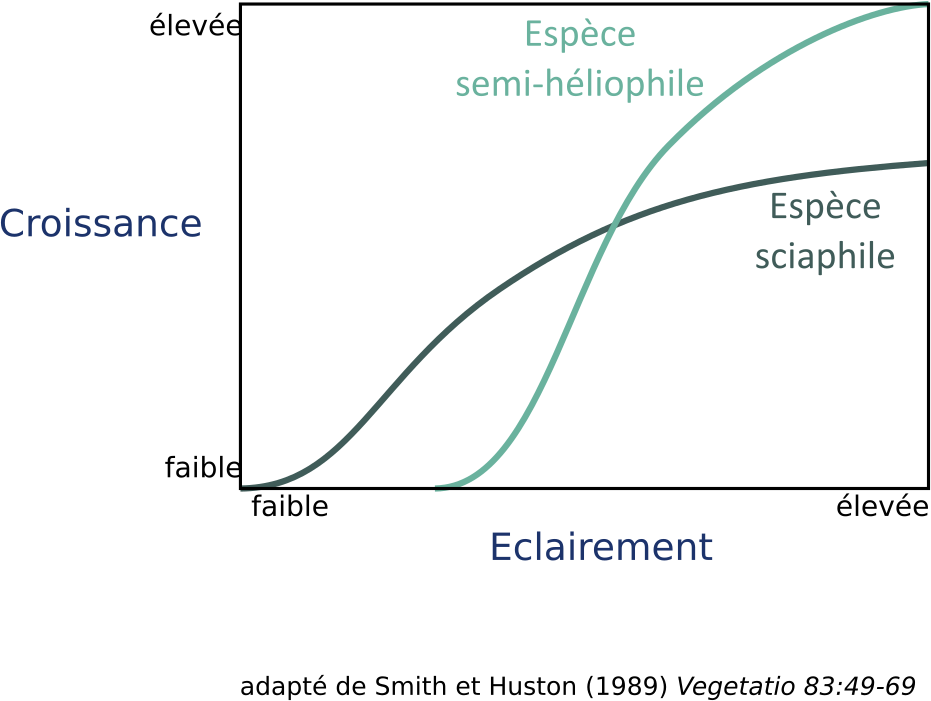 élevée
Espèce
semi-héliophile
Croissance
Espèce
sciaphile
faible
faible
élevée
Eclairement
adapté de Smith et Huston (1989) Vegetatio 83:49-69